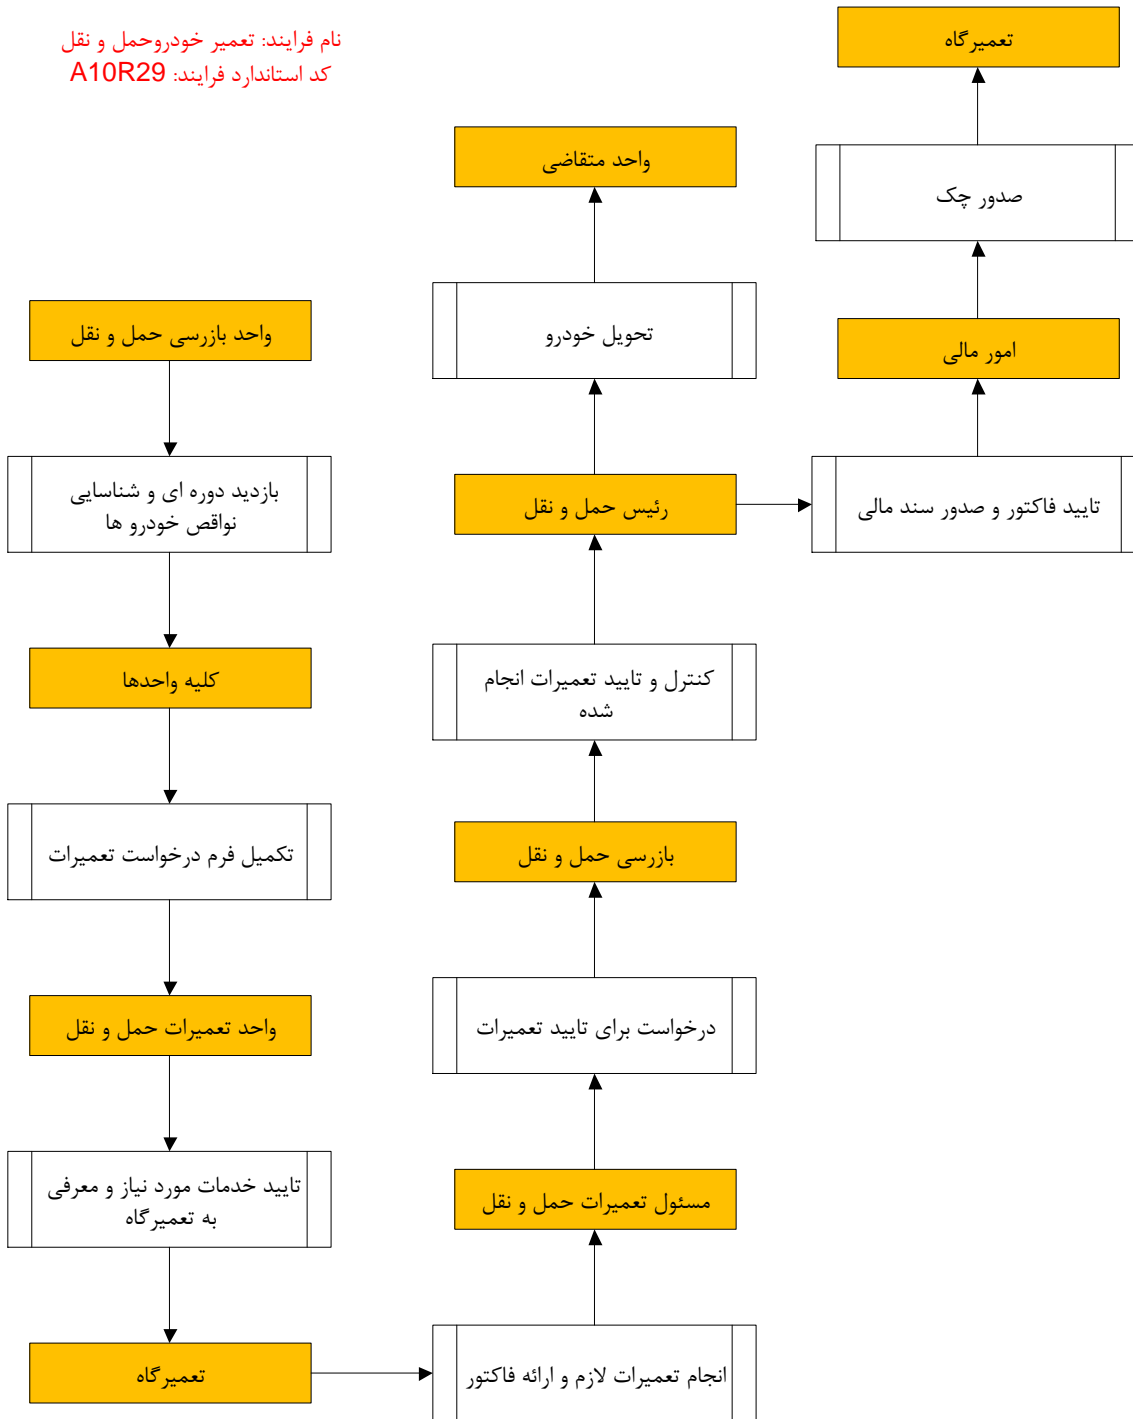 نام فرایند: تعمیر خودروحمل و نقل
کد استاندارد فرایند: A10R29
واحد بازرسی حمل و نقل
بازدید دوره ای و شناسایی
نواقص خودرو ها
کلیه واحدها
تکمیل فرم درخواست تعمیرات
واحد تعمیرات حمل و نقل
تایید خدمات مورد نیاز و معرفی
به تعمیرگاه
تعمیرگاه
انجام تعمیرات لازم و ارائه فاکتور
مسئول تعمیرات حمل و نقل
درخواست برای تایید تعمیرات
بازرسی حمل و نقل
کنترل و تایید تعمیرات انجام
شده
رئیس حمل و نقل
تحویل خودرو
واحد متقاضی
تایید فاکتور و صدور سند مالی
امور مالی
صدور چک
تعمیرگاه